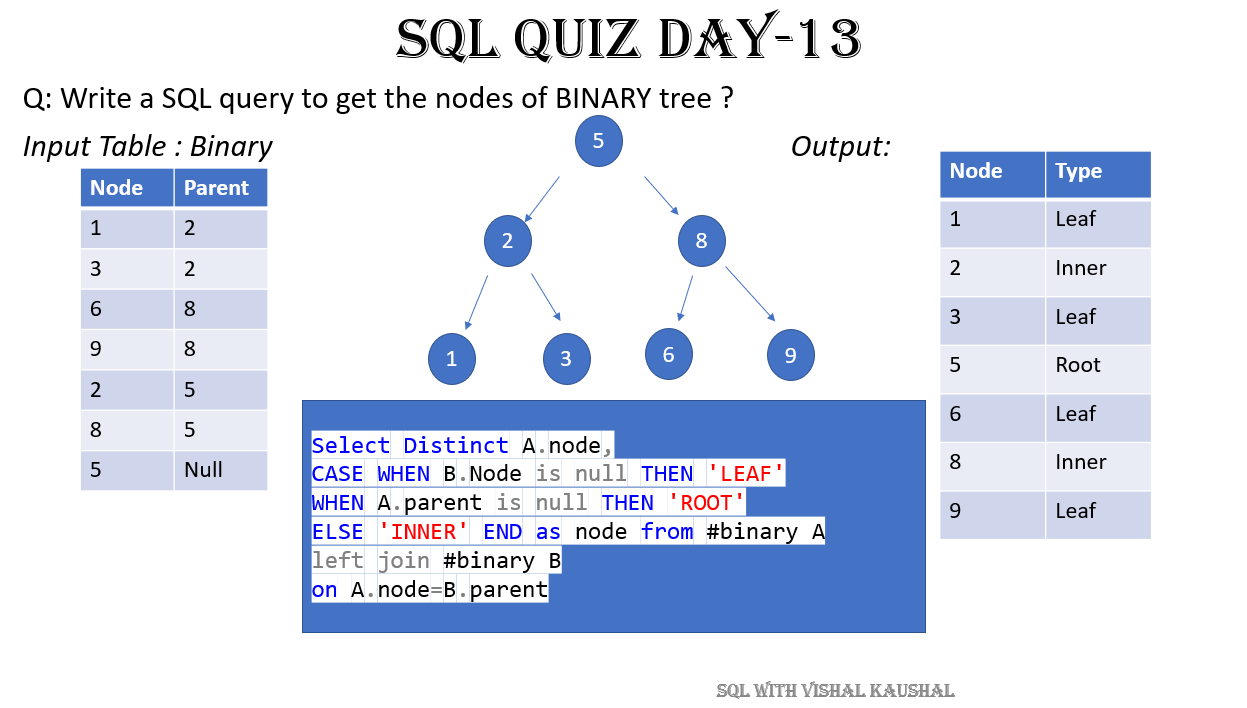 SQL QUIZ DAY-13
Q: Write a SQL query to get the nodes of BINARY tree ?
Input Table : Binary
Node Parent
1 2
3 2
6 8
9 8
2 5
8 5
5 Null
5
2 8
1 3 6 9
Output:
Node Type
1 Leaf
2 Inner
3 Leaf
5 Root
6 Leaf
8 Inner
9 Leaf
Select Distinct A.node,
CASE WHEN B.Node is null THEN 'LEAF'
WHEN A.parent is null THEN 'ROOT'
ELSE 'INNER' END as node from #binary A
left join #binary B
on A.node=B.parent
SQL WITH VISHAL KAUSHAL